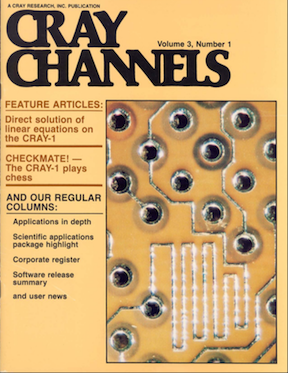 A CRAY RESEARCH, INC. PUBLICATION
CRAY
CHANNELS
Volume 3, Number 1
FEATURE ARTICLES:
Direct solution of
linear equations on
the CRAY-1
CHECKMATE! —
The CRAY-1 plays
chess
AND OUR REGULAR
COLUMNS:
Applications in depth
Scientific applications
package highlight
Corporate register
Software release
summary
and user news